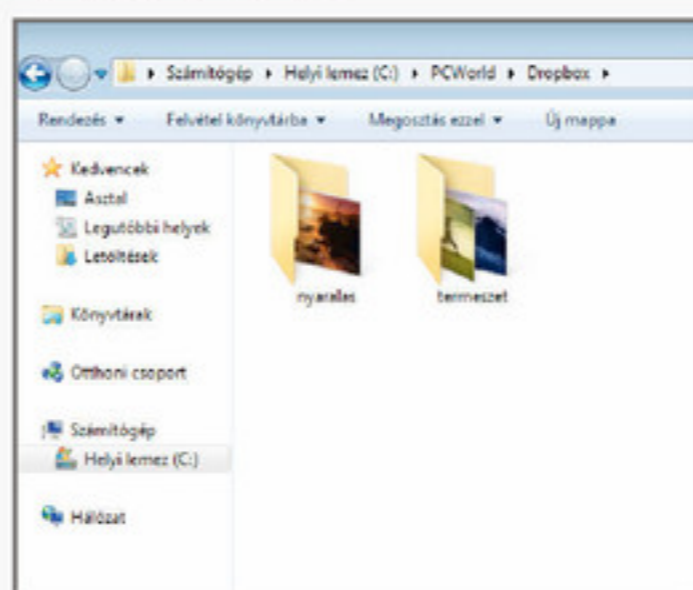 Számítógép ▸ Helyi lemez (C:) ▸ PCWorld ▸ Dropbox ▸
Rendezés Felvétel könyvtárba Megosztás ezzel Új mappa
Kedvencek
Asztal
Legutóbbi helyek
Letöltések
nyaralas termeszet
Könyvtárak
Otthoni csoport
Számítógép
Helyi lemez (C:)
Hálózat